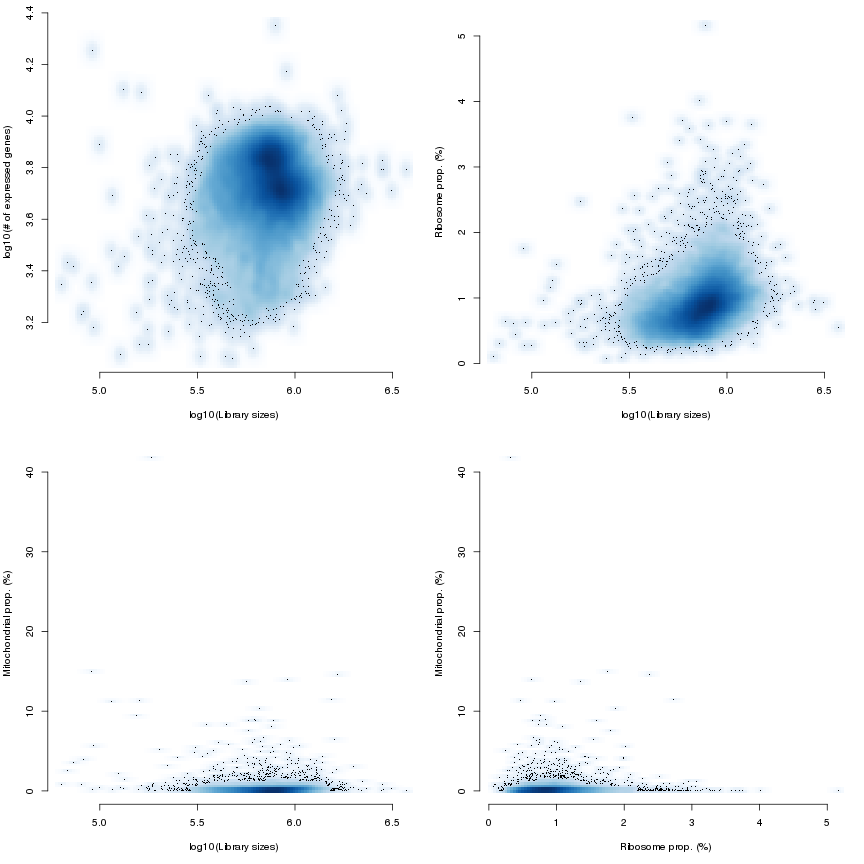 log10(# of expressed genes)
4.4
4.2
4.0
3.8
3.6
3.4
3.2
5.0 5.5 6.0 6.5
log10(Library sizes)
Ribosome prop. (%)
5
4
3
2
1
0
5.0 5.5 6.0 6.5
log10(Library sizes)
Mitochondrial prop. (%)
40
30
20
10
0
5.0 5.5 6.0 6.5
log10(Library sizes)
Mitochondrial prop. (%)
40
30
20
10
0
0 1 2 3 4 5
Ribosome prop. (%)